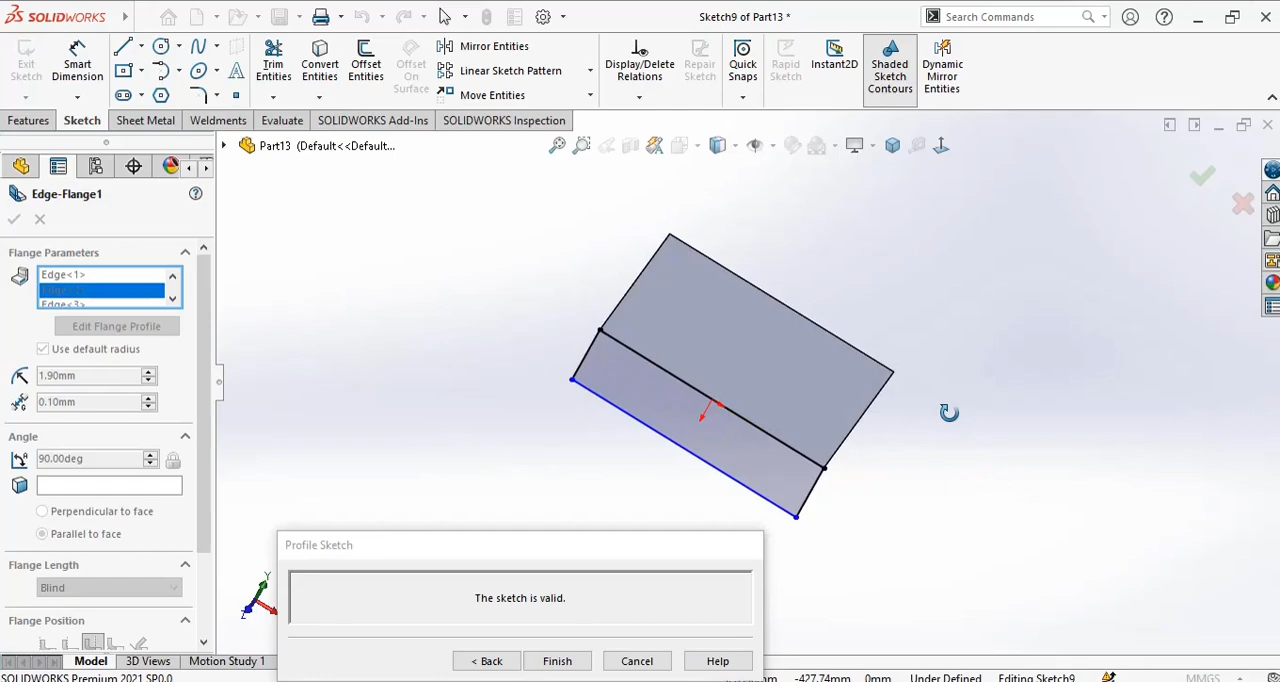 SOLIDWORKS
Sketch9 of Part13 *
Search Commands
Exit Sketch
Smart Dimension
Trim Entities
Convert Entities
Offset Entities
Offset On Surface
Mirror Entities
Linear Sketch Pattern
Move Entities
Display/Delete Relations
Repair Sketch
Quick Snaps
Rapid Sketch
Instant2D
Shaded Sketch Contours
Dynamic Mirror Entities
Features
Sketch
Sheet Metal
Weldments
Evaluate
SOLIDWORKS Add-Ins
SOLIDWORKS Inspection
Part13 (Default<<Default...
Edge-Flange1
Flange Parameters
Edge<1>
Edge<3>
Edit Flange Profile
Use default radius
1.90mm
0.10mm
Angle
90.00deg
Perpendicular to face
Parallel to face
Flange Length
Blind
Flange Position
Y
Z
Profile Sketch
The sketch is valid.
< Back
Finish
Cancel
Help
Model
3D Views
Motion Study 1
SOLIDWORKS Premium 2021 SP0.0
-427.74mm
0mm
Under Defined
Editing Sketch9
MMGS